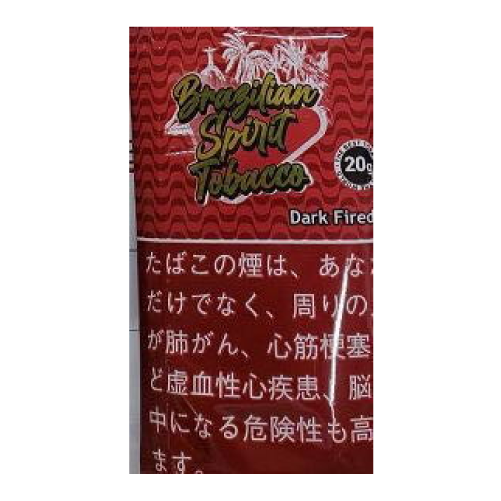 Brazilian
Spirit
Tobacco
20g
Dark Fired
たばこの煙は、あな
だけでなく、周りの
が肺がん、心筋梗塞
ど虚血性心疾患、脳
中になる危険性も高
ます。